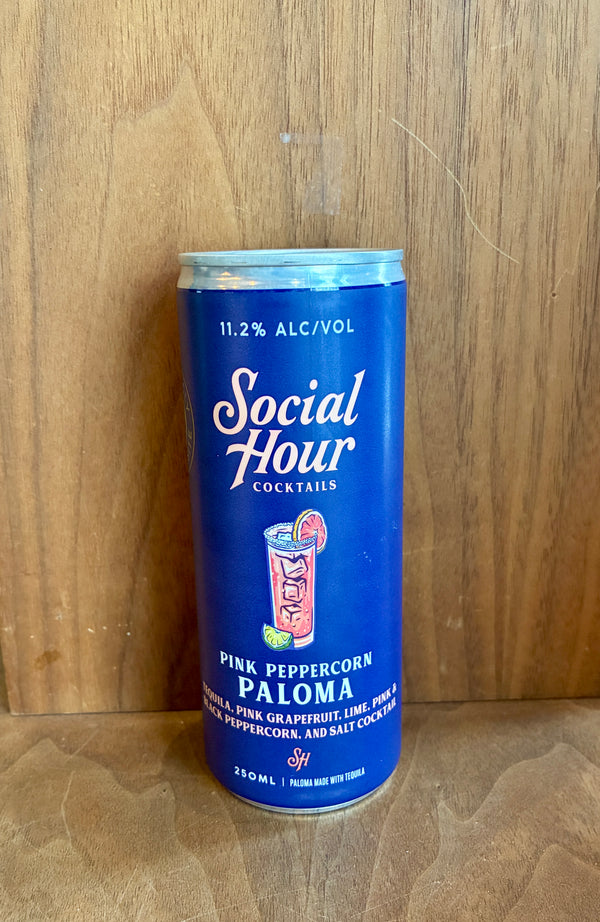 11.2% ALC/VOL
Social
Hour
COCKTAILS
PINK PEPPERCORN
PALOMA
TEQUILA, PINK GRAPEFRUIT, LIME, PINK &
BLACK PEPPERCORN, AND SALT COCKTAIL
SH
250ML | PALOMA MADE WITH TEQUILA